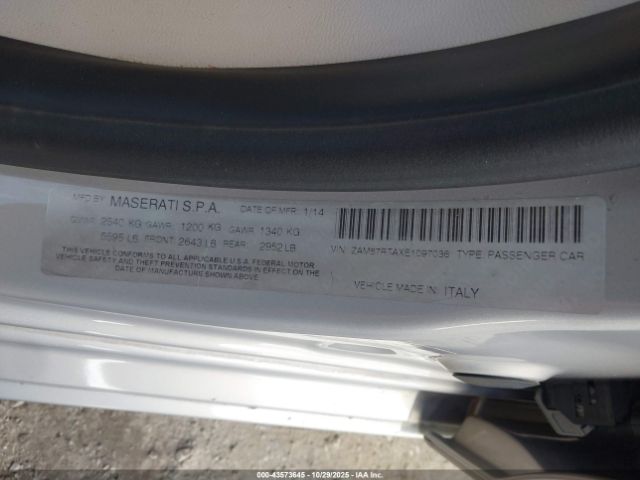 MFD BY MASERATI S.P.A. DATE OF MFR: 1/14
GVWR: 2540 KG GAWR: 1200 KG GAWR: 1340 KG
5595 LB FRONT: 2643 LB REAR: 2952 LB
THIS VEHICLE CONFORMS TO ALL APPLICABLE U.S.A. FEDERAL MOTOR
VEHICLE SAFETY AND THEFT PREVENTION STANDARDS IN EFFECT ON THE
DATE OF MANUFACTURE SHOWN ABOVE.
VIN: ZAM57RTAXE1097036 TYPE: PASSENGER CAR
VEHICLE MADE IN: ITALY
000-43573645 - 10/29/2025 - Copyright © 2025 IAA, Inc.